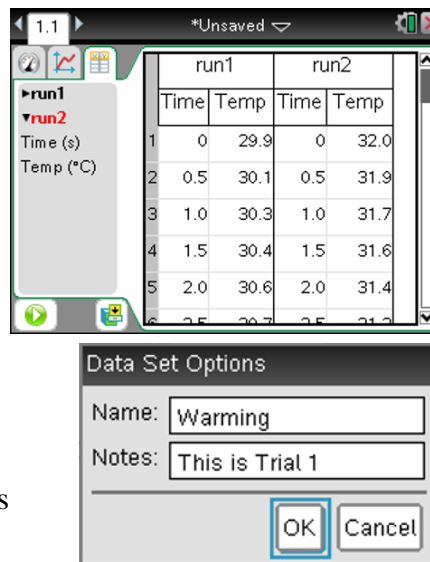 1.1 *Unsaved
run1 run2
▸run1 Time Temp Time Temp
▾run2
Time (s) 1 0 29.9 0 32.0
Temp (°C) 2 0.5 30.1 0.5 31.9
3 1.0 30.3 1.0 31.7
4 1.5 30.4 1.5 31.6
5 2.0 30.6 2.0 31.4
Data Set Options
Name: Warming
Notes: This is Trial 1
s
OK Cancel